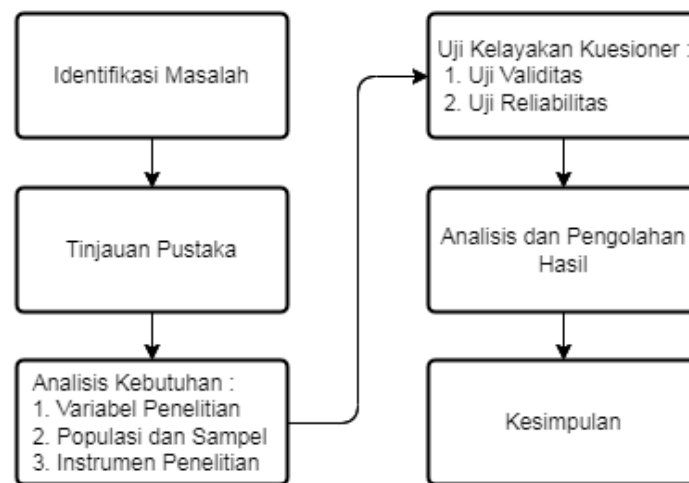 Identifikasi Masalah
Tinjauan Pustaka
Analisis Kebutuhan :
1. Variabel Penelitian
2. Populasi dan Sampel
3. Instrumen Penelitian
Uji Kelayakan Kuesioner :
1. Uji Validitas
2. Uji Reliabilitas
Analisis dan Pengolahan
Hasil
Kesimpulan